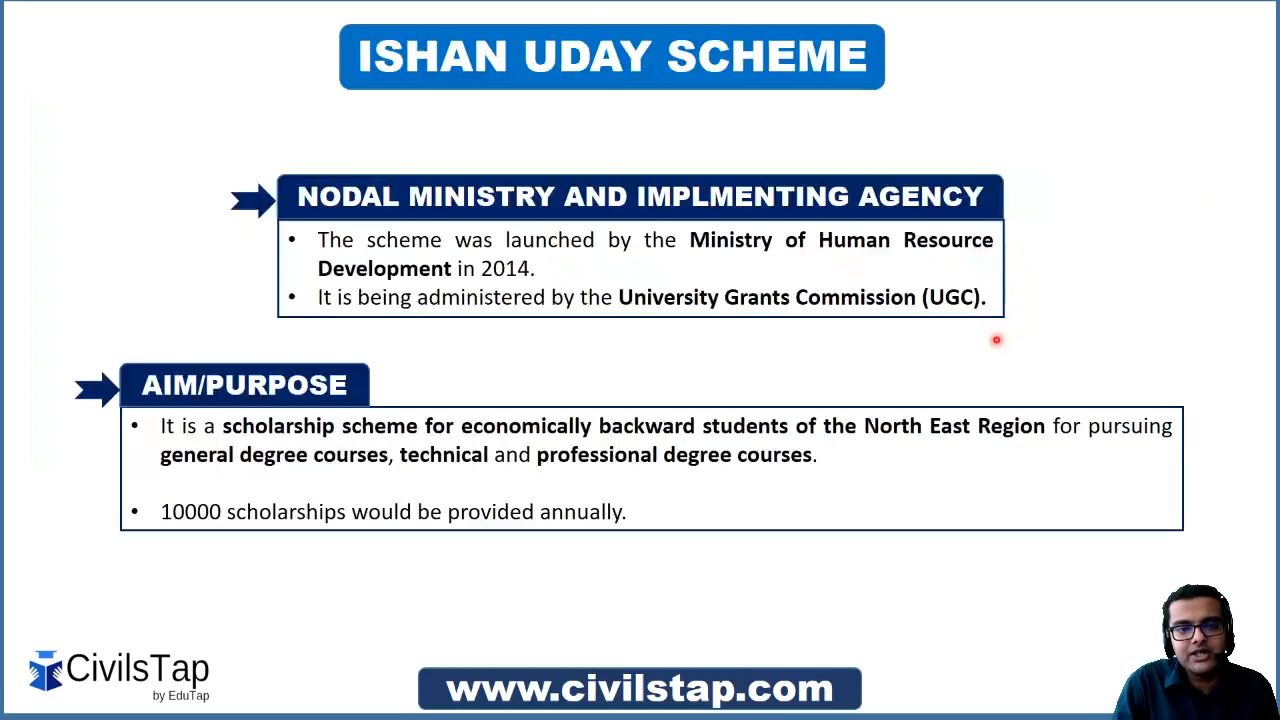 ISHAN UDAY SCHEME
NODAL MINISTRY AND IMPLMENTING AGENCY
• The scheme was launched by the Ministry of Human Resource
Development in 2014.
• It is being administered by the University Grants Commission (UGC).
AIM/PURPOSE
• It is a scholarship scheme for economically backward students of the North East Region for pursuing
general degree courses, technical and professional degree courses.
• 10000 scholarships would be provided annually.
CivilsTap
by EduTap
www.civilstap.com